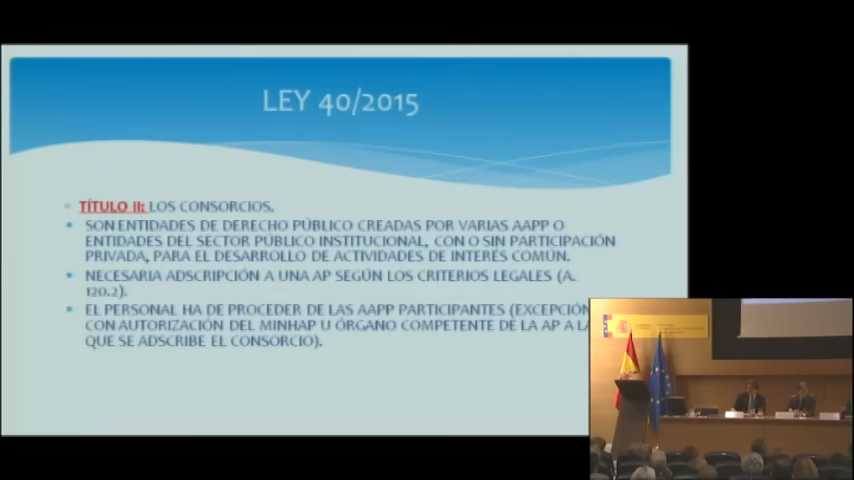 LEY 40/2015
TÍTULO II: LOS CONSORCIOS.
SON ENTIDADES DE DERECHO PÚBLICO CREADAS POR VARIAS AAPP O
ENTIDADES DEL SECTOR PUBLICO INSTITUCIONAL, CON O SIN PARTICIPACIÓN
PRIVADA, PARA EL DESARROLLO DE ACTIVIDADES DE INTERÉS COMUN.
NECESARIA ADSCRIPCIÓN A UNA AP SEGÚN LOS CRITERIOS LEGALES (A.
120.2).
EL PERSONAL HA DE PROCEDER DE LAS AAPP PARTICIPANTES (EXCEPCIÓN
CON AUTORIZACIÓN DEL MINHAP U ÓRGANO COMPETENTE DE LA AP A LA
QUE SE ADSCRIBE EL CONSORCIO).